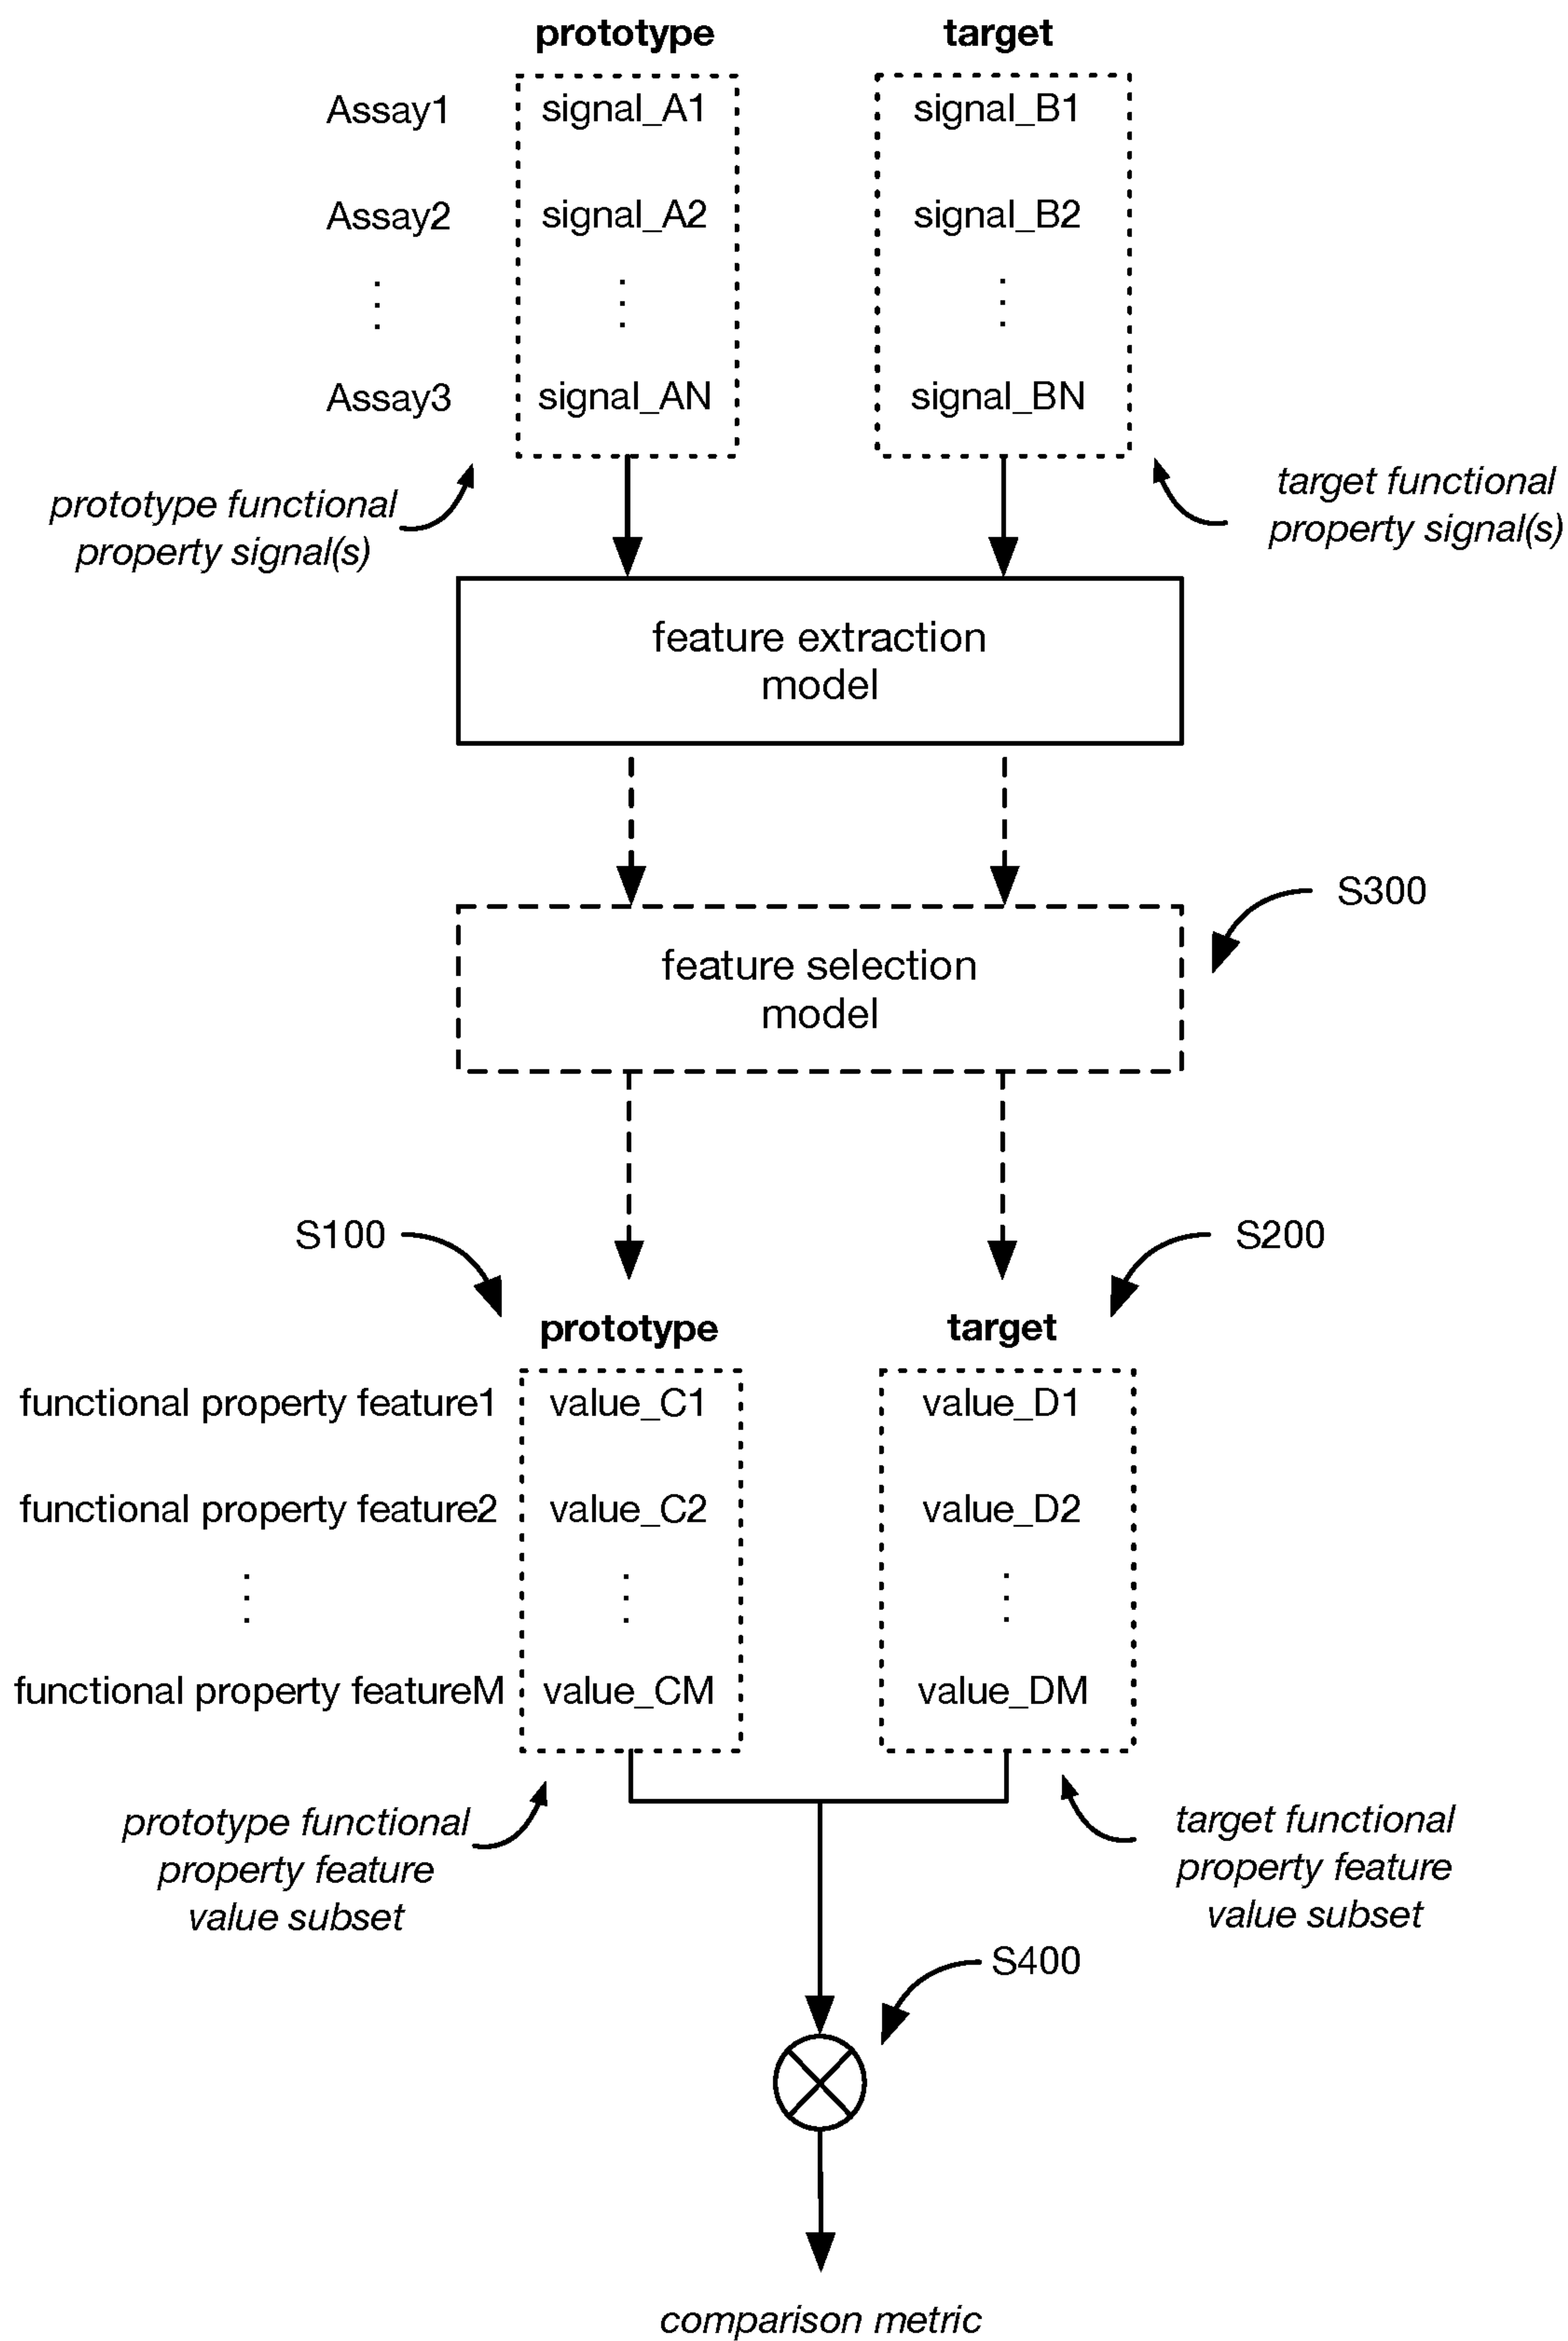 prototype target
Assay1 signal_A1 signal_B1
Assay2 signal_A2 signal_B2
Assay3 signal_AN signal_BN
prototype functional
property signal(s)
target functional
property signal(s)
feature extraction
model
S300
feature selection
model
S100
S200
prototype target
functional property feature1 value_C1 value_D1
functional property feature2 value_C2 value_D2
functional property featureM value_CM value_DM
prototype functional
property feature
value subset
target functional
property feature
value subset
S400
comparison metric